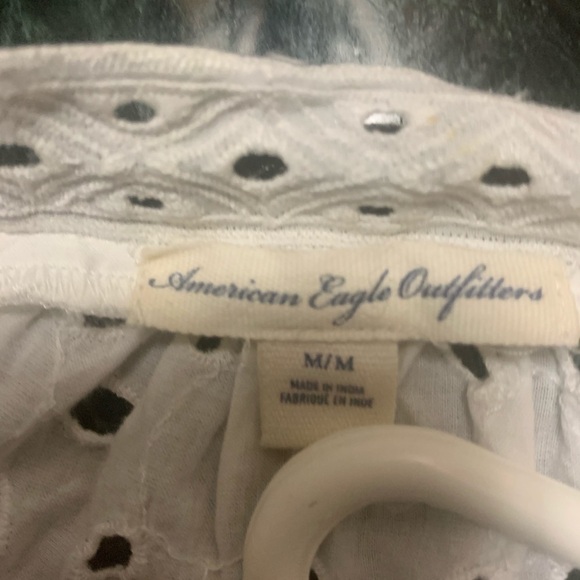 American Eagle Outfitters
M/M
MADE IN INDIA
FABRIQUÉ EN INDE